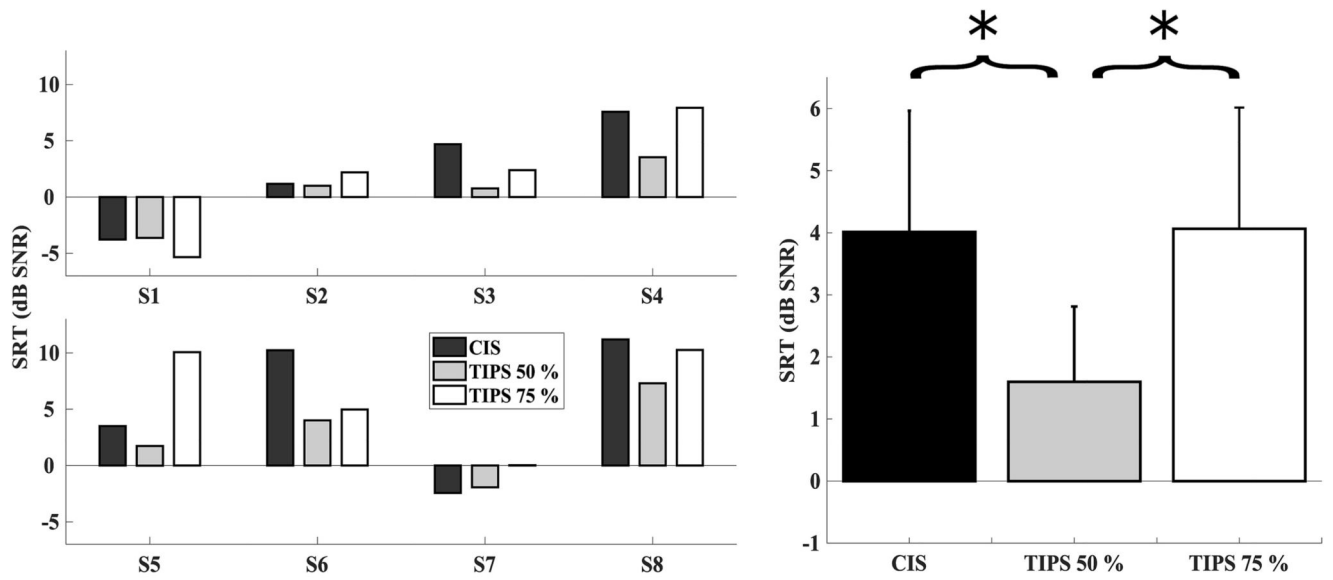 SRT (dB SNR)
10
5
0
-5
S1 S2 S3 S4
10
5
0
-5
S5 S6 S7 S8
CIS
TIPS 50 %
TIPS 75 %
* *
SRT (dB SNR)
6
5
4
3
2
1
0
-1
CIS TIPS 50 % TIPS 75 %